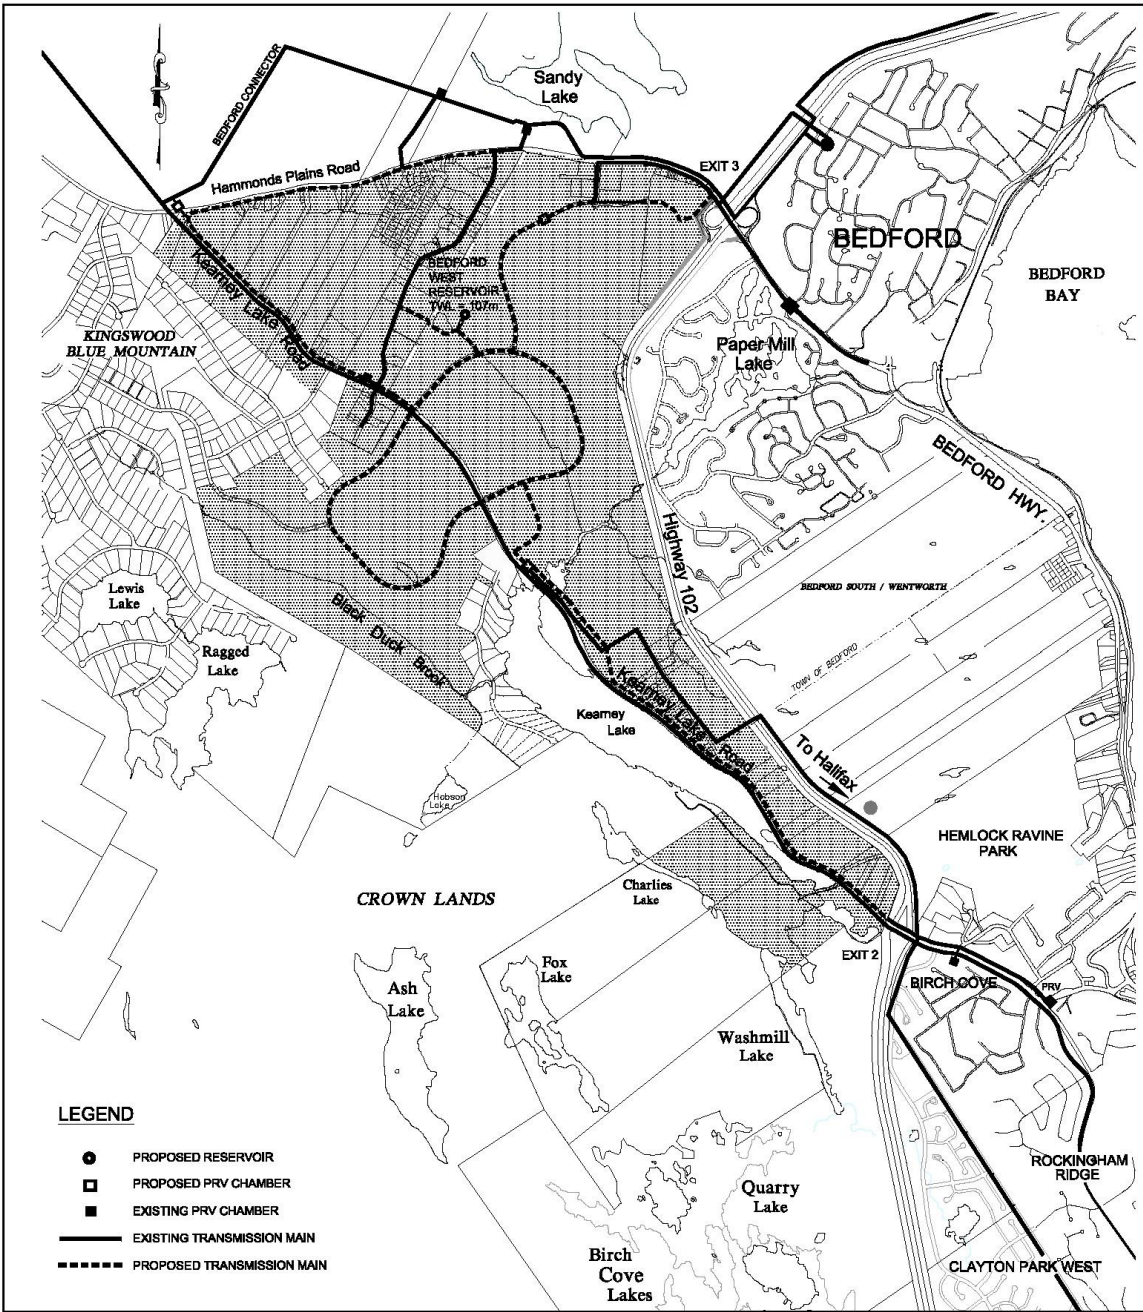 BEDFORD CONNECTOR
Sandy
Lake
Hammonds Plains Road
EXIT 3
BEDFORD
BEDFORD
BAY
Kearney Lake Road
BEDFORD
WEST
RESERVOIR
TWL = 107m
KINGSWOOD
BLUE MOUNTAIN
Paper Mill
Lake
BEDFORD HWY.
Highway 102
BEDFORD SOUTH / WENTWORTH
Lewis
Lake
Black Duck Brook
Ragged
Lake
TOWN OF BEDFORD
Kearney Lake Road
Kearney
Lake
To Halifax
Hobson
Lake
HEMLOCK RAVINE
PARK
Charlies
Lake
CROWN LANDS
EXIT 2
Fox
Lake
Ash
Lake
BIRCH COVE
PRV
Washmill
Lake
LEGEND
PROPOSED RESERVOIR
PROPOSED PRV CHAMBER
EXISTING PRV CHAMBER
EXISTING TRANSMISSION MAIN
PROPOSED TRANSMISSION MAIN
ROCKINGHAM
RIDGE
Quarry
Lake
Birch
Cove
Lakes
CLAYTON PARK WEST